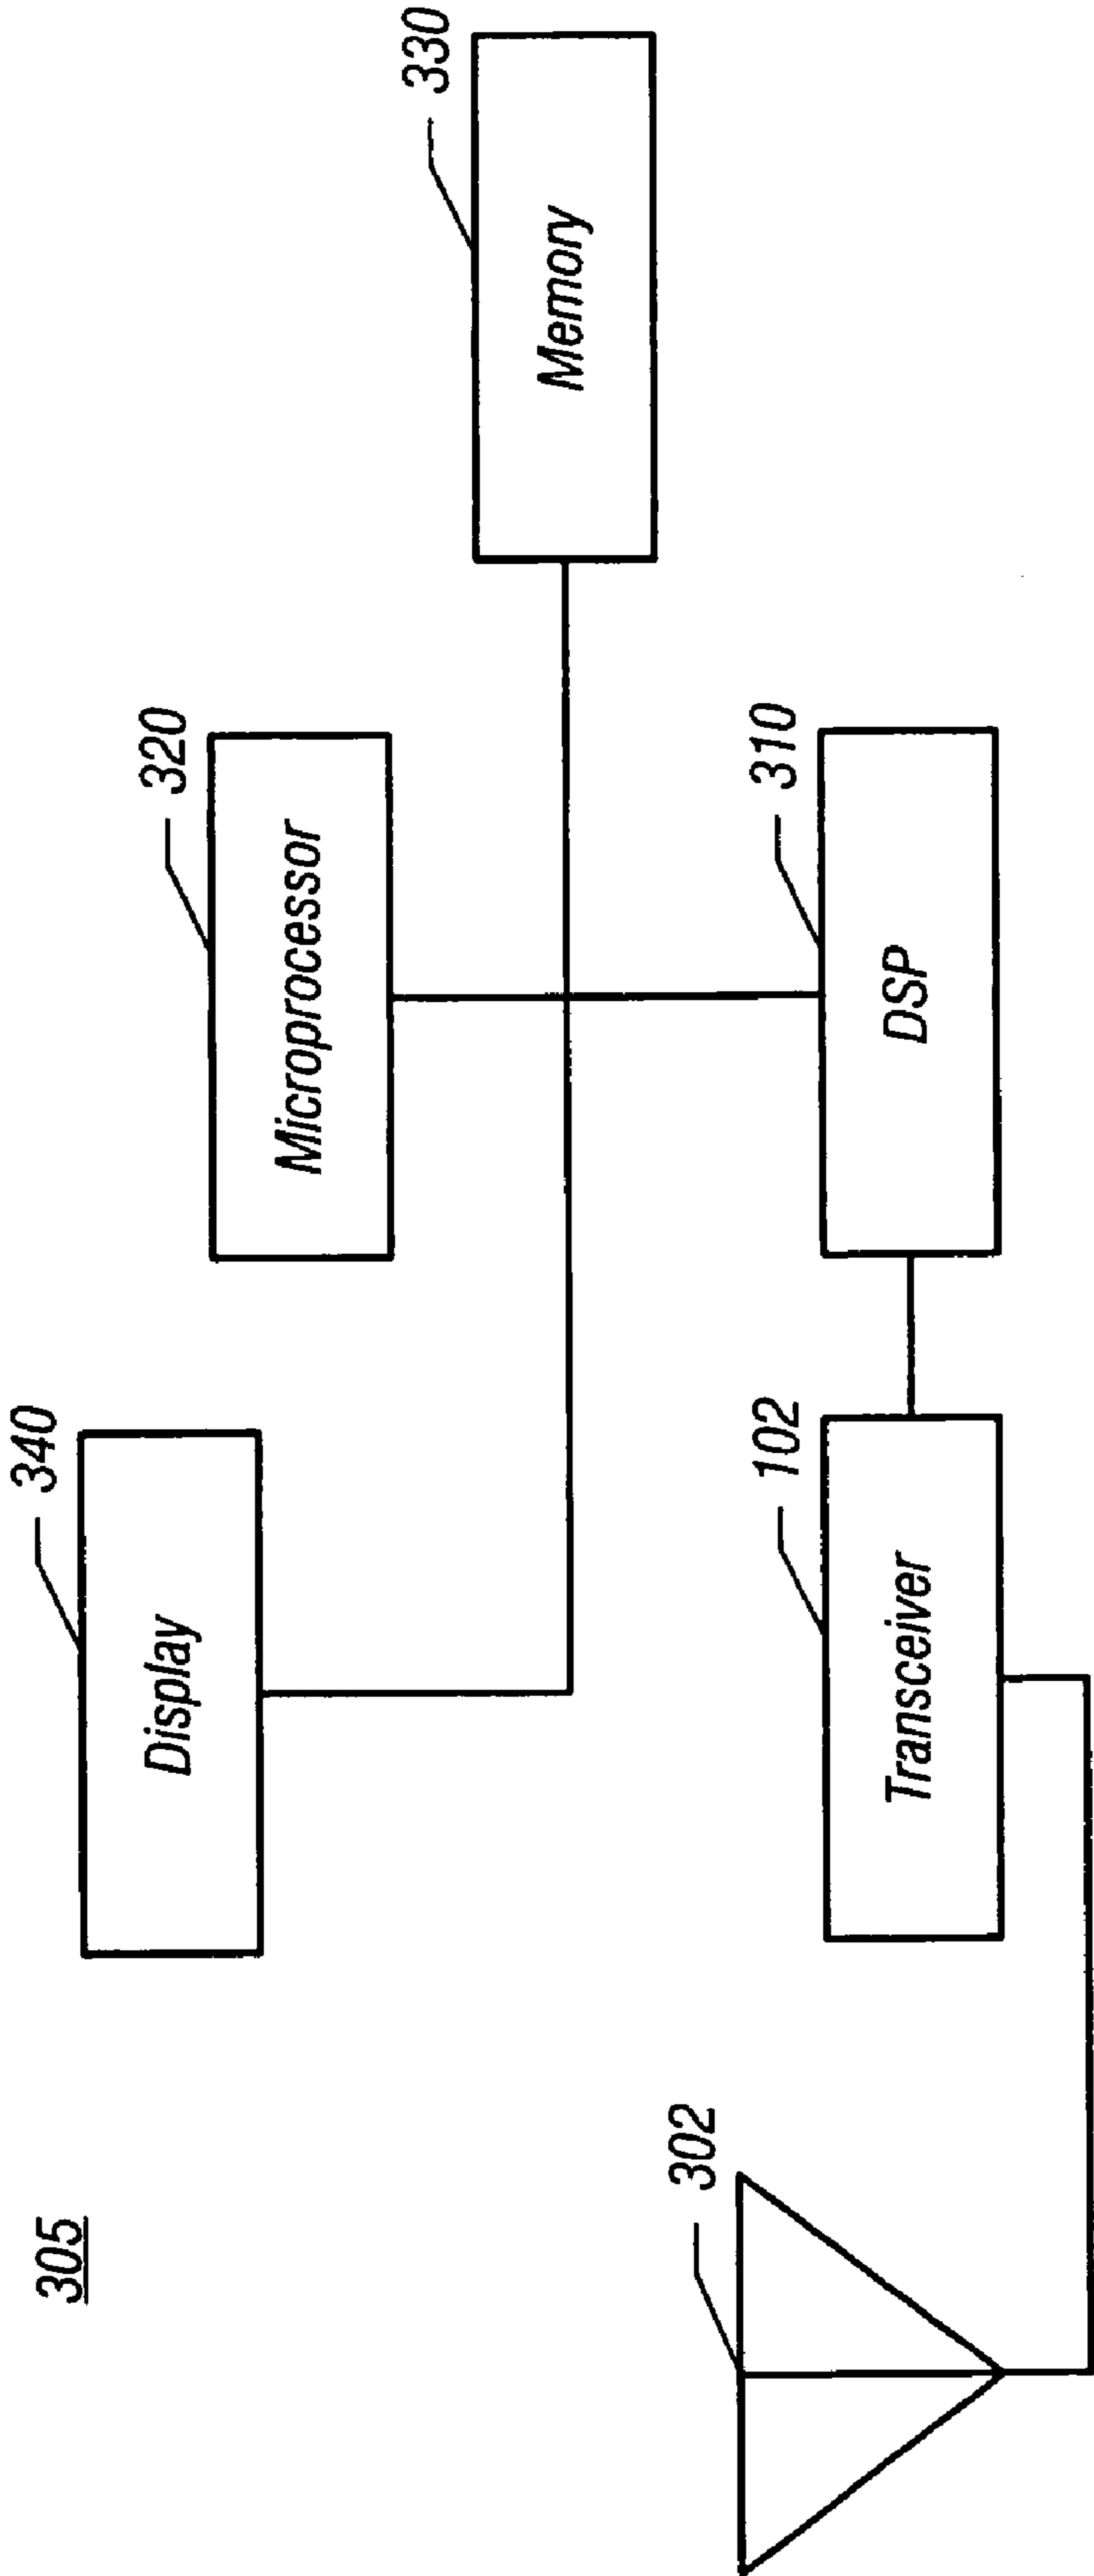 305
340
Display
320
Microprocessor
330
Memory
302
102
Transceiver
310
DSP